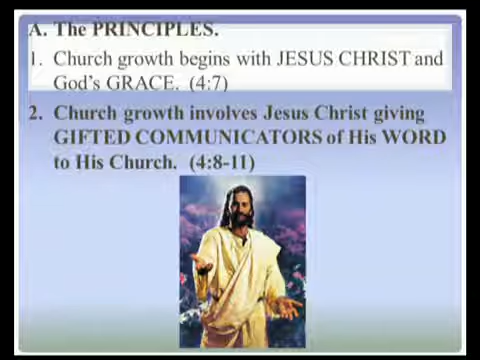 A. The PRINCIPLES.
1. Church growth begins with JESUS CHRIST and
God's GRACE. (4:7)
2. Church growth involves Jesus Christ giving
GIFTED COMMUNICATORS of His WORD
to His Church. (4:8-11)